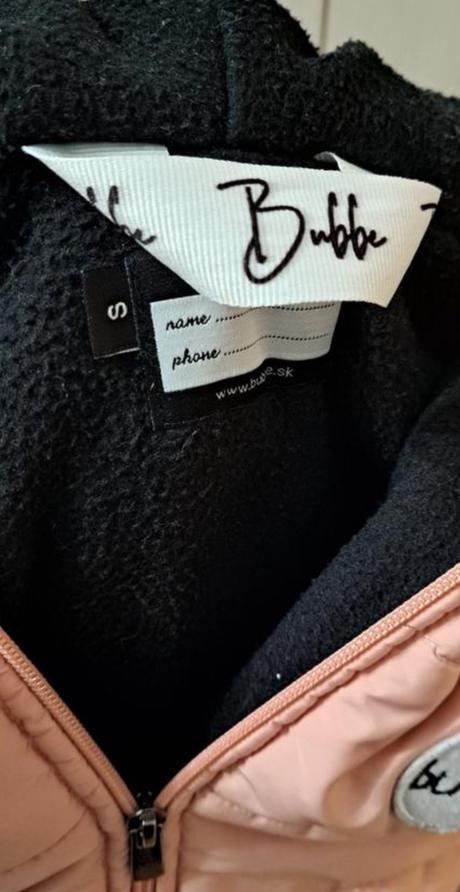 Bubbe
S
name ....................
phone ....................
www.bubbe.sk